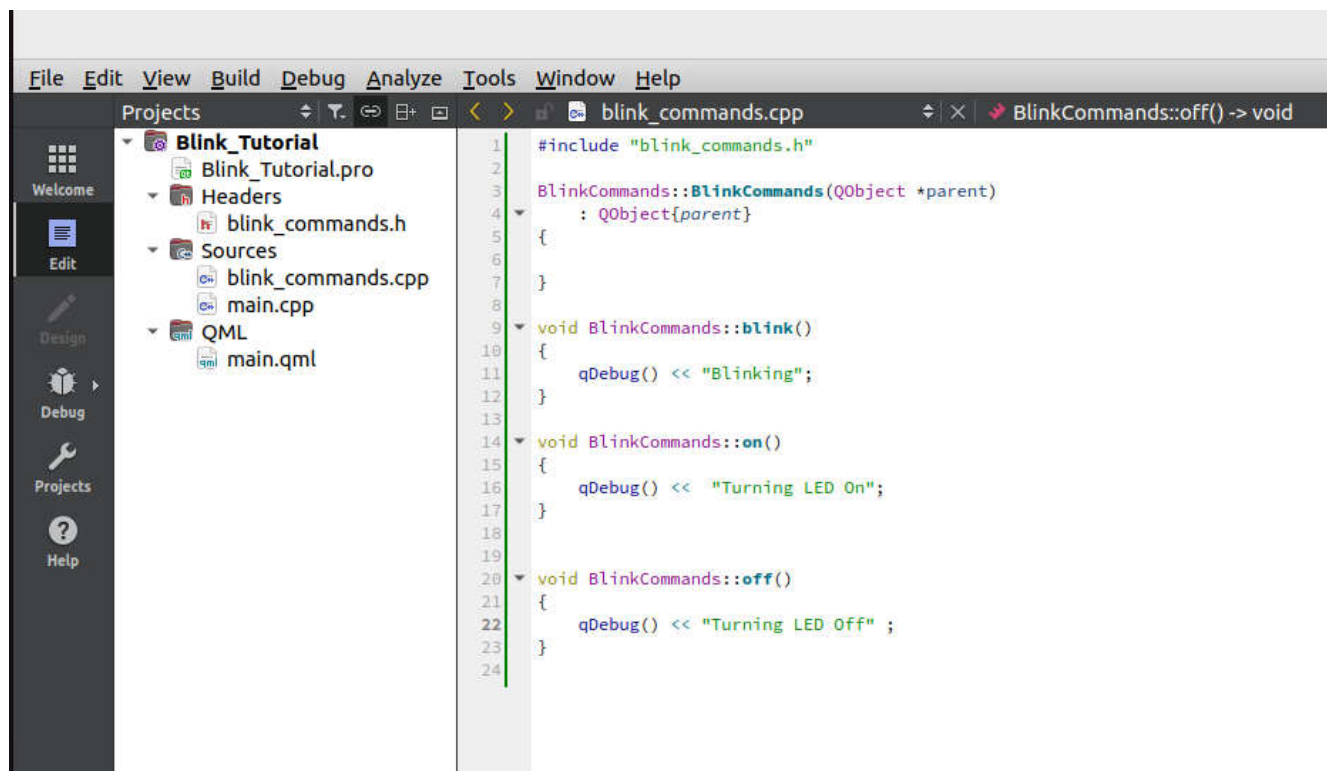 File Edit View Build Debug Analyze Tools Window Help
Projects
blink_commands.cpp
BlinkCommands::off() -> void
Welcome
Edit
Design
Debug
Projects
Help
Blink_Tutorial
Blink_Tutorial.pro
Headers
blink_commands.h
Sources
blink_commands.cpp
main.cpp
QML
main.qml
1 #include "blink_commands.h"
2
3 BlinkCommands::BlinkCommands(QObject *parent)
4     : QObject{parent}
5 {
6
7 }
8
9 void BlinkCommands::blink()
10 {
11     qDebug() << "Blinking";
12 }
13
14 void BlinkCommands::on()
15 {
16     qDebug() <<  "Turning LED On";
17 }
18
19
20 void BlinkCommands::off()
21 {
22     qDebug() << "Turning LED Off" ;
23 }
24